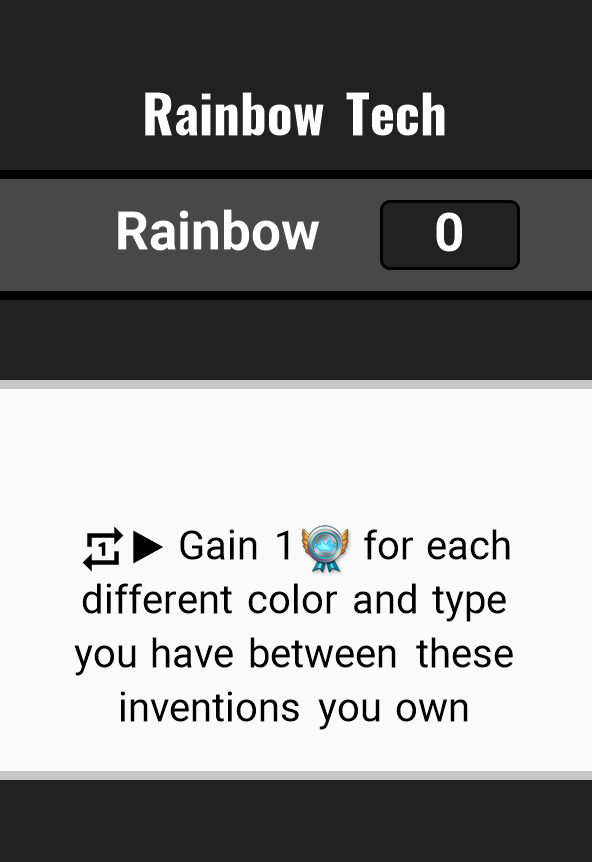 Rainbow Tech
Rainbow 0
1 ▶ Gain 1 for each
different color and type
you have between these
inventions you own